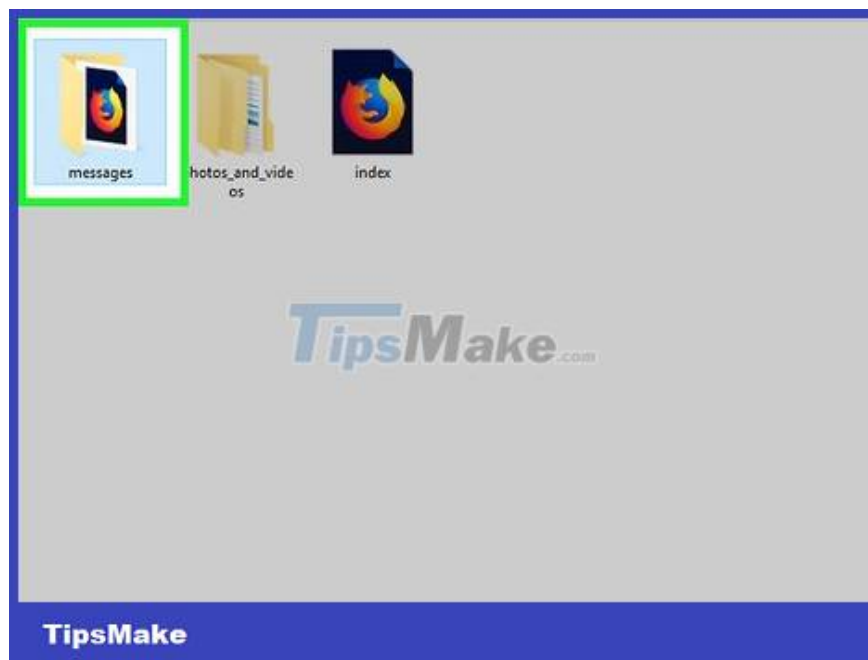 messages
hotos_and_vide
os
index
TipsMake.com
TipsMake